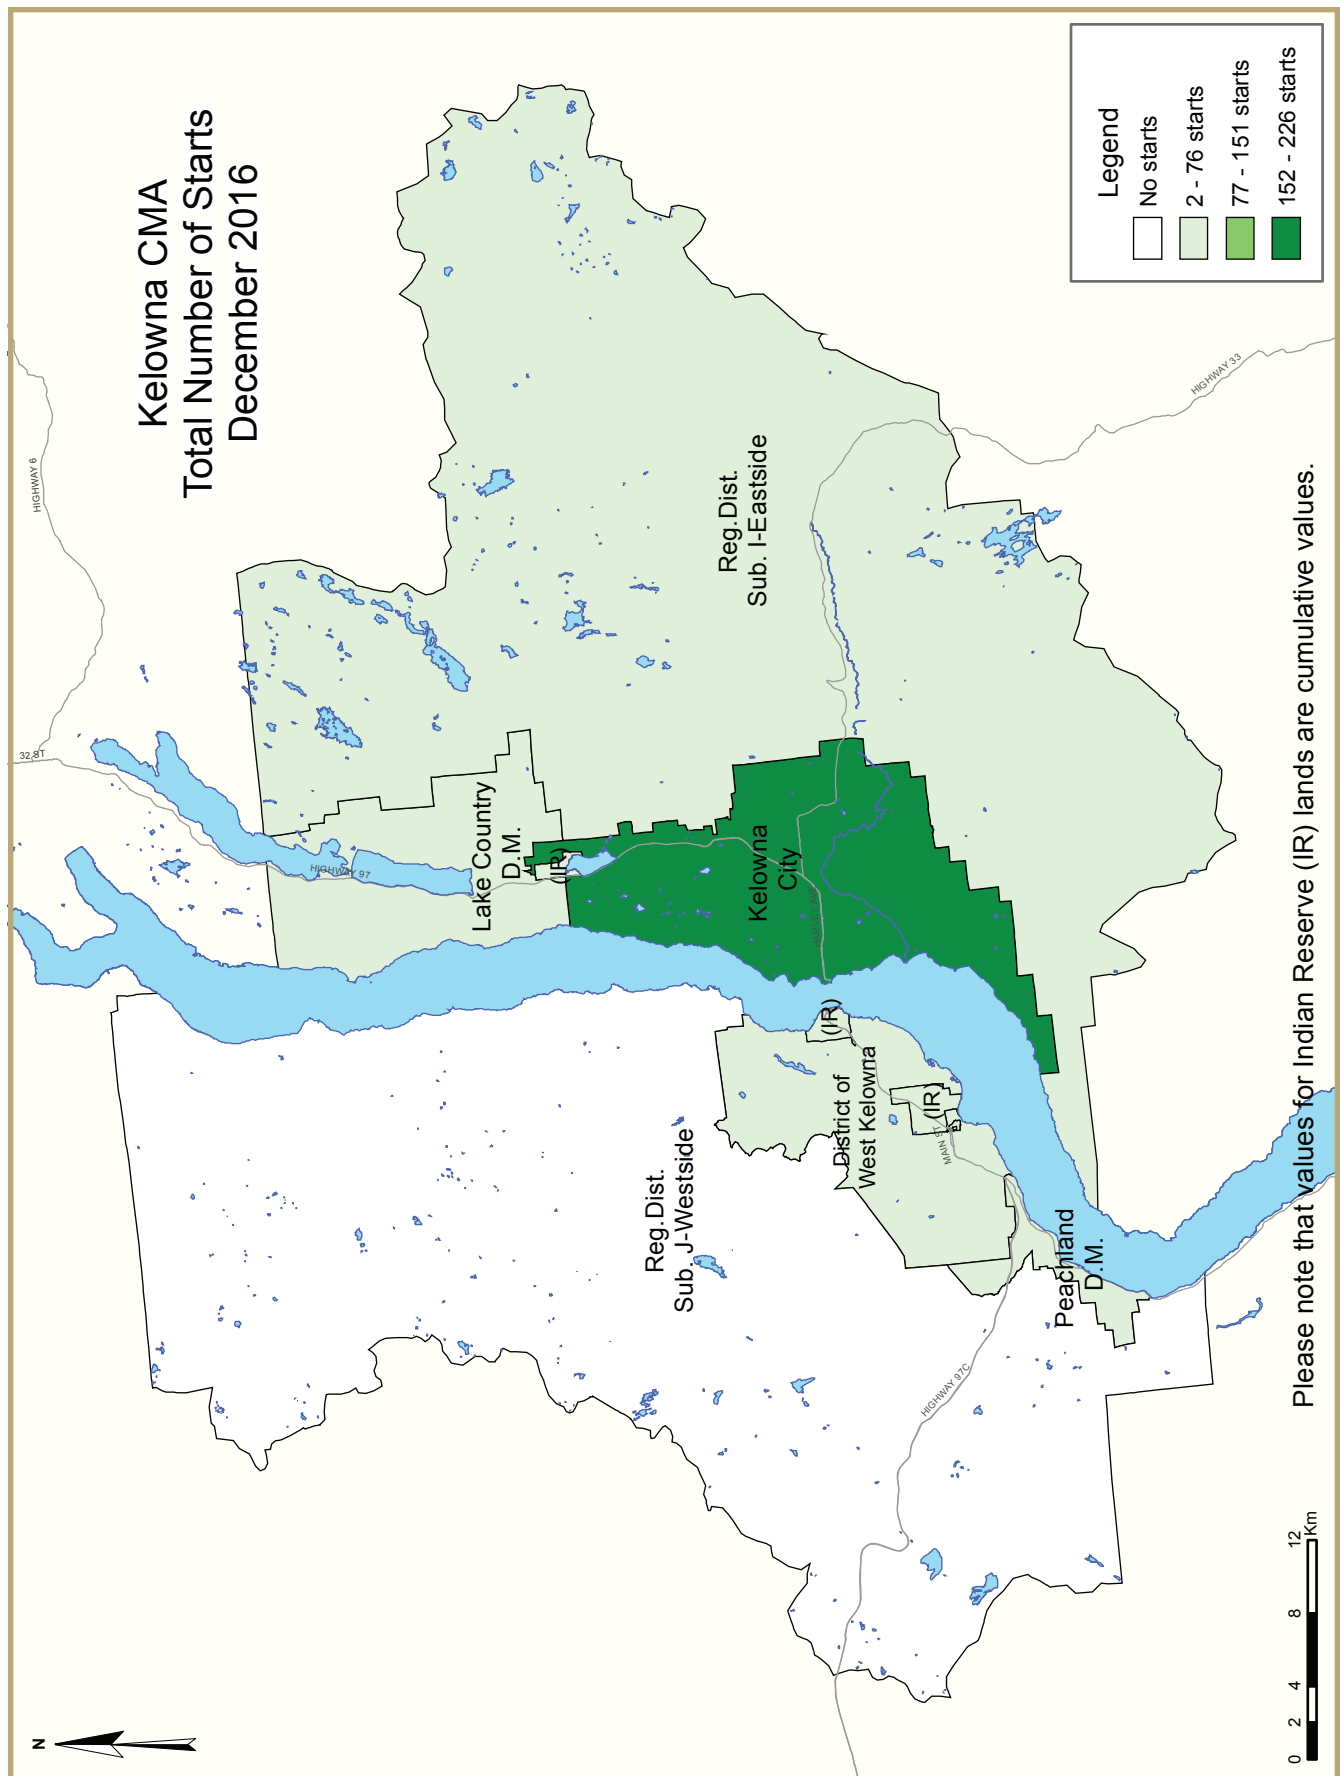 Kelowna CMA
Total Number of Starts
December 2016
N
HIGHWAY 6
32 ST
HIGHWAY 97
Lake Country
D.M.
(IR)
Reg.Dist.
Sub. I-Eastside
Kelowna
City
(IR)
District of
West Kelowna
(IR)
MAIN ST
Reg.Dist.
Sub. J-Westside
Peachland
D.M.
HIGHWAY 97C
HIGHWAY 33
Legend
No starts
2 - 76 starts
77 - 151 starts
152 - 226 starts
0 2 4 8 12
Km
Please note that values for Indian Reserve (IR) lands are cumulative values.